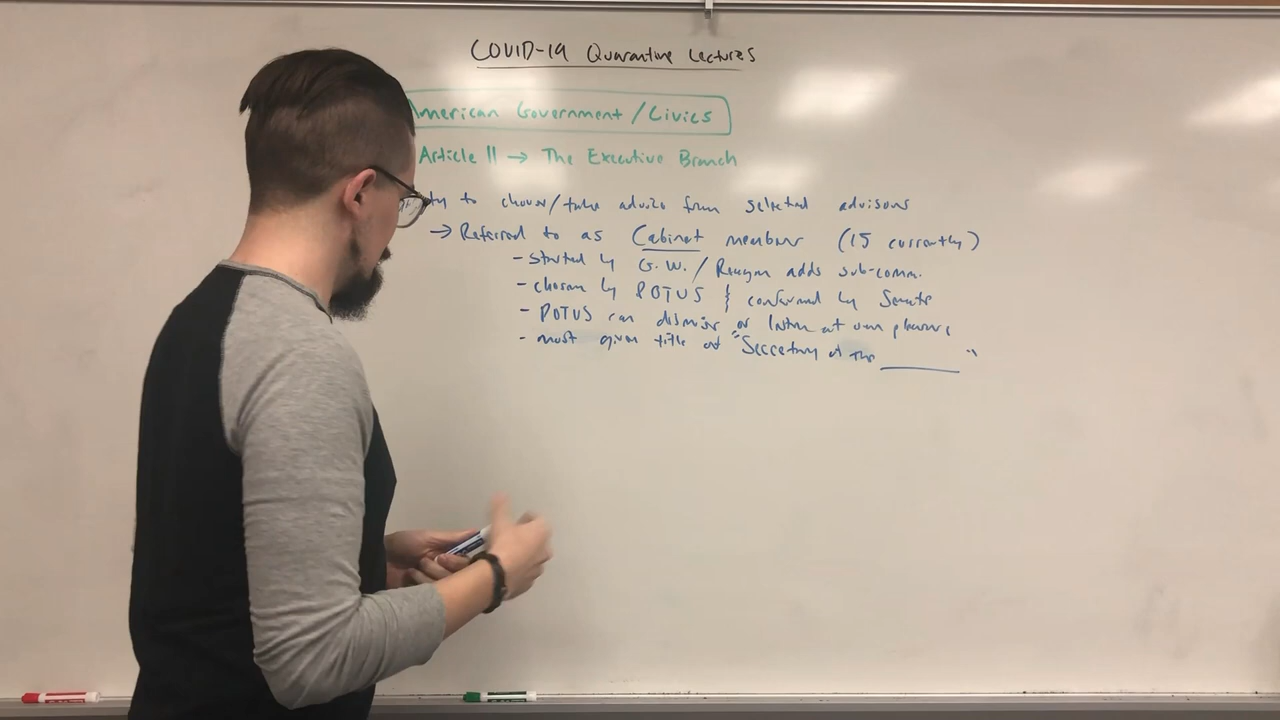 COVID-19 Quarantine Lectures
American Government/Civics
Article II → The Executive Branch
to choose/take advice from selected advisors
→ Referred to as Cabinet members (15 currently)
- started by G.W. / Reagan adds sub-comm.
- chosen by POTUS & confirmed by Senate
- POTUS can dismiss or listen at own pleasure
- most given title of "Secretary of the ______"